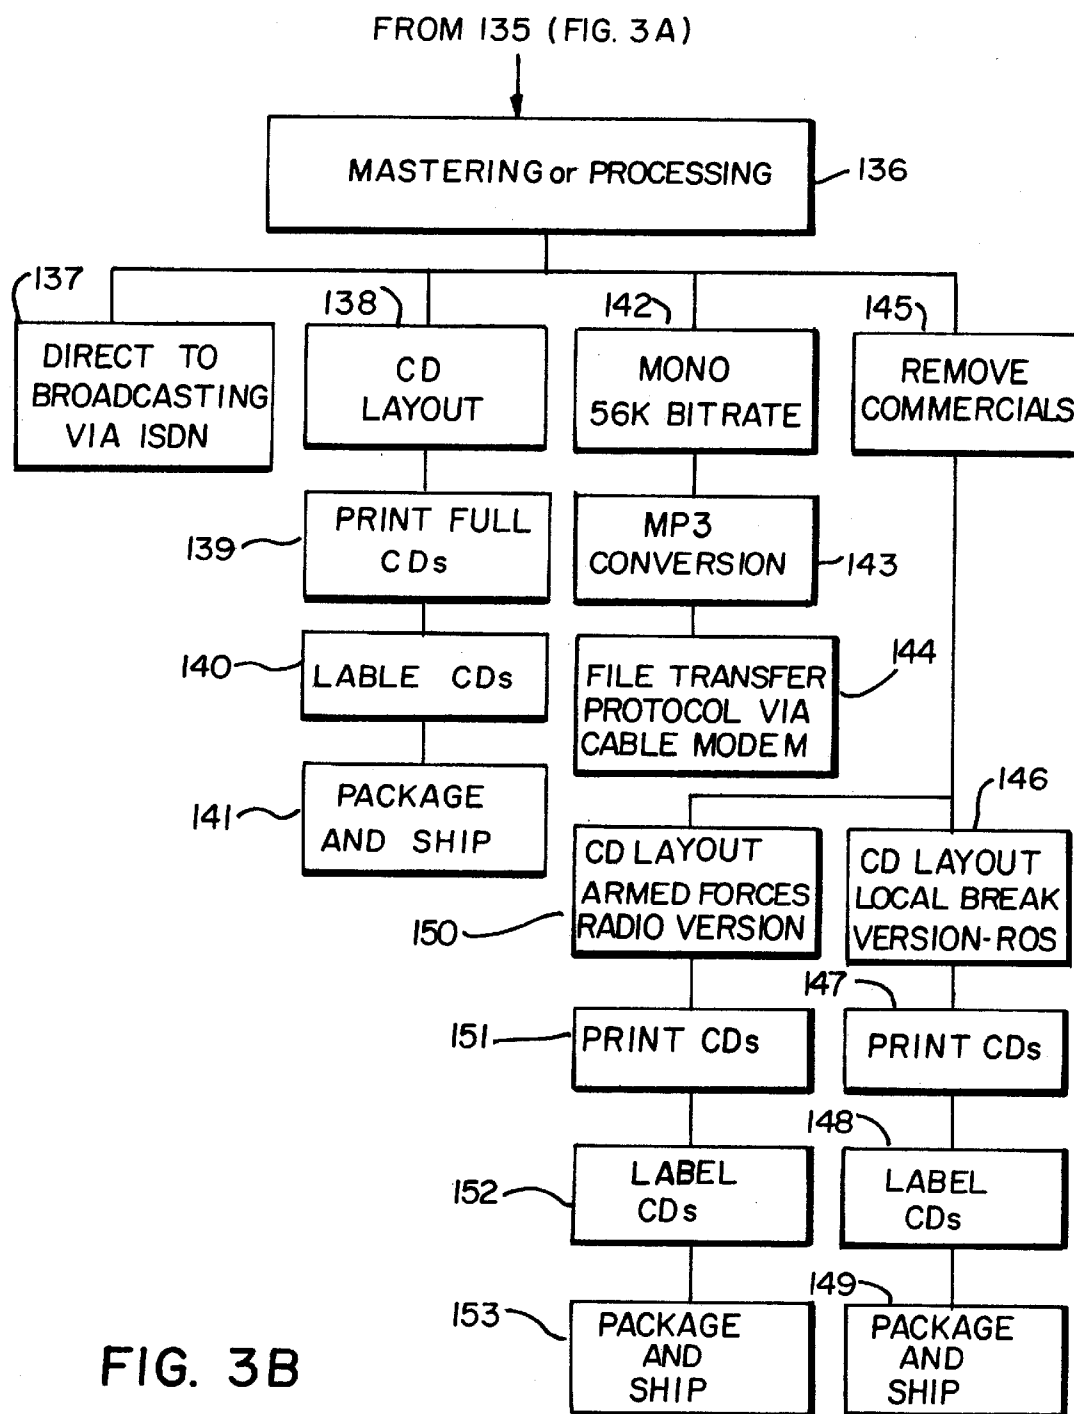 FROM 135 (FIG. 3A)
MASTERING or PROCESSING
136
137
DIRECT TO
BROADCASTING
VIA ISDN
138
CD
LAYOUT
139
PRINT FULL
CDs
140
LABLE CDs
141
PACKAGE
AND SHIP
142
MONO
56K BITRATE
MP3
CONVERSION
143
FILE TRANSFER
PROTOCOL VIA
CABLE MODEM
144
145
REMOVE
COMMERCIALS
146
CD LAYOUT
LOCAL BREAK
VERSION-ROS
147
PRINT CDs
148
LABEL
CDs
149
PACKAGE
AND
SHIP
150
CD LAYOUT
ARMED FORCES
RADIO VERSION
151
PRINT CDs
152
LABEL
CDs
153
PACKAGE
AND
SHIP
FIG. 3B